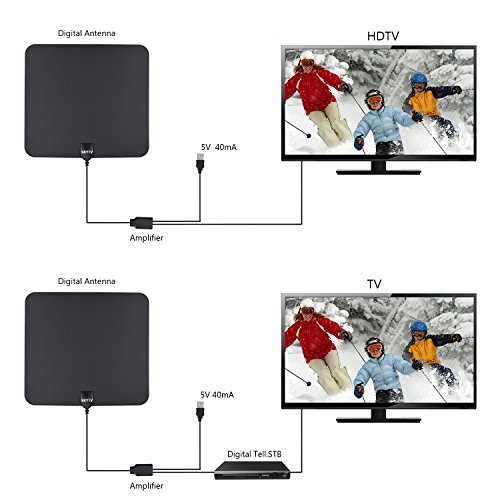 Digital Antenna
HDTV
5V 40mA
Amplifier
Digital Antenna
TV
5V 40mA
Digital Tell.STB
Amplifier